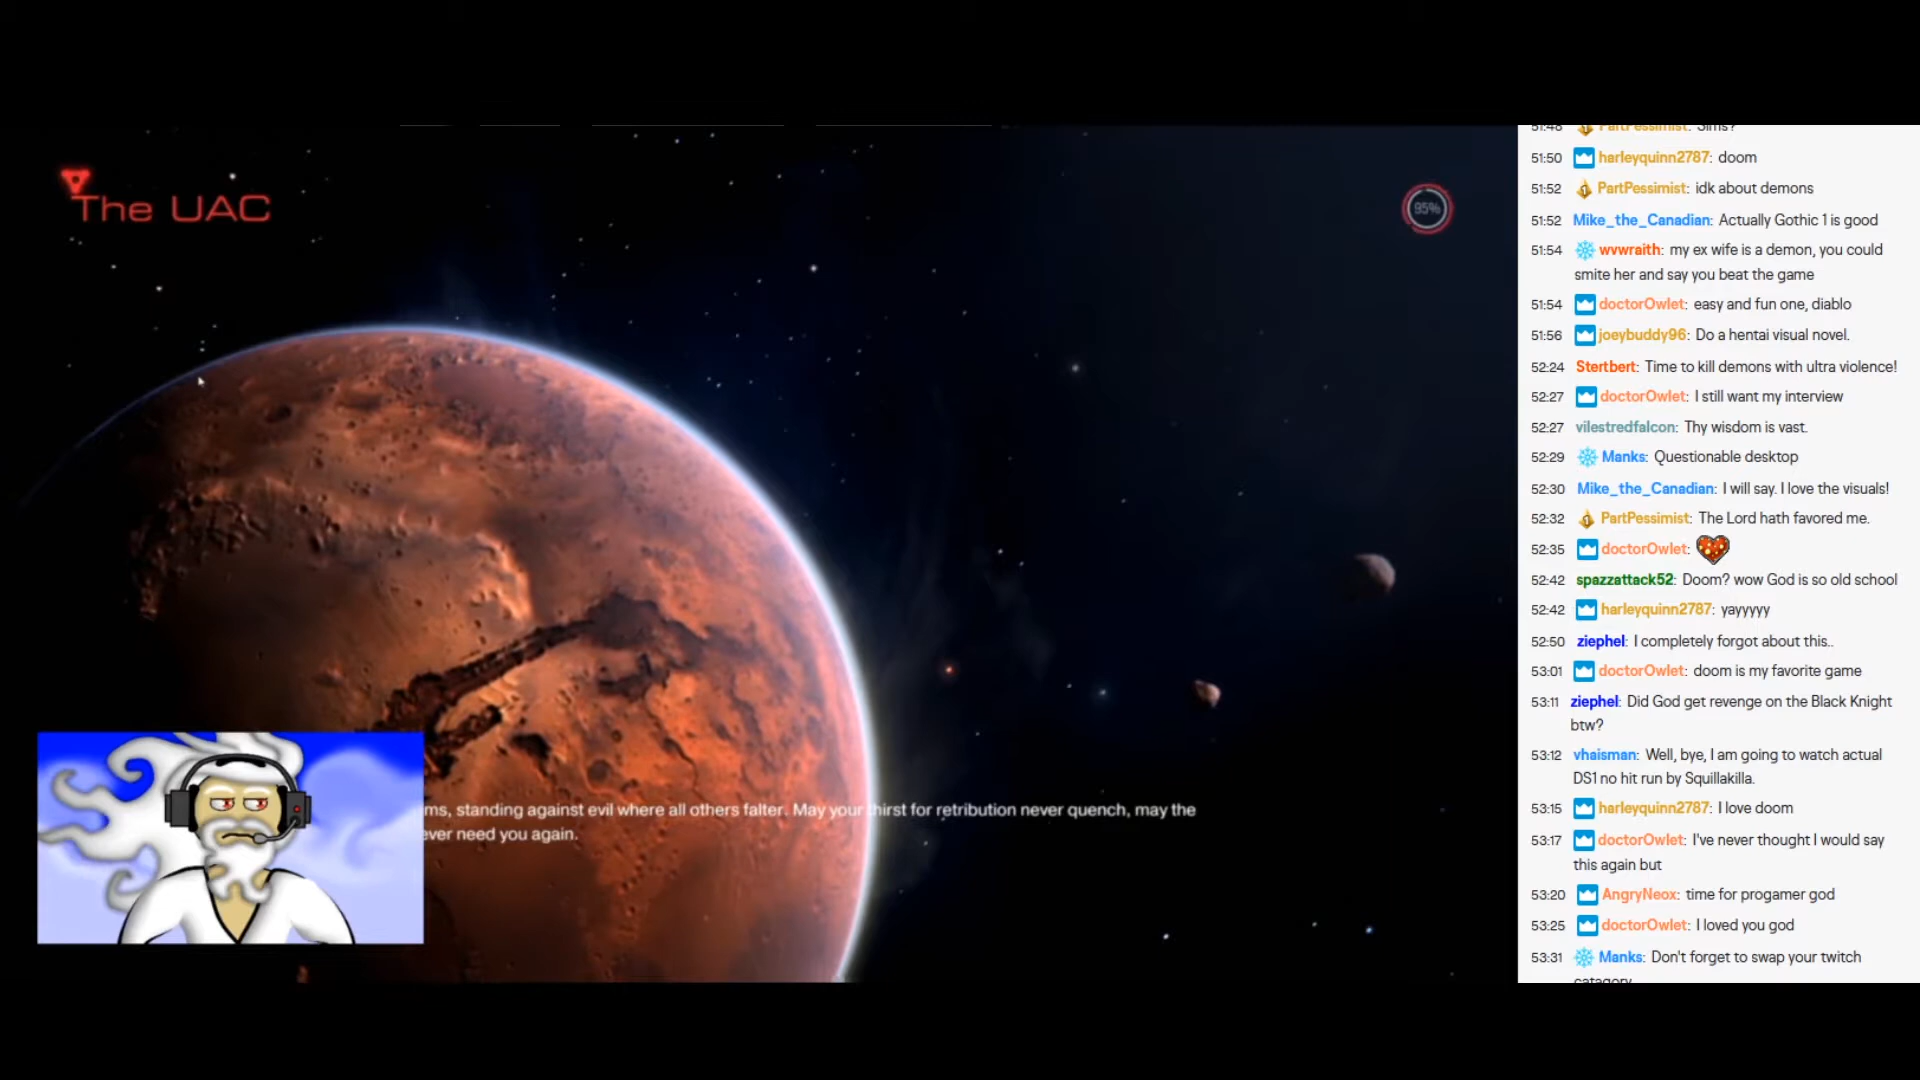 The UAC
95%
ms, standing against evil where all others falter. May your thirst for retribution never quench, may the
ever need you again.
51:48 PartPessimist: Sims?
51:50 harleyquinn2787: doom
51:52 PartPessimist: idk about demons
51:52 Mike_the_Canadian: Actually Gothic 1 is good
51:54 wvwraith: my ex wife is a demon, you could
smite her and say you beat the game
51:54 doctorOwlet: easy and fun one, diablo
51:56 joeybuddy96: Do a hentai visual novel.
52:24 Stertbert: Time to kill demons with ultra violence!
52:27 doctorOwlet: I still want my interview
52:27 vilestredfalcon: Thy wisdom is vast.
52:29 Manks: Questionable desktop
52:30 Mike_the_Canadian: I will say. I love the visuals!
52:32 PartPessimist: The Lord hath favored me.
52:35 doctorOwlet:
52:42 spazzattack52: Doom? wow God is so old school
52:42 harleyquinn2787: yayyyyy
52:50 ziephel: I completely forgot about this..
53:01 doctorOwlet: doom is my favorite game
53:11 ziephel: Did God get revenge on the Black Knight
btw?
53:12 vhaisman: Well, bye, I am going to watch actual
DS1 no hit run by Squillakilla.
53:15 harleyquinn2787: I love doom
53:17 doctorOwlet: I've never thought I would say
this again but
53:20 AngryNeox: time for progamer god
53:25 doctorOwlet: I loved you god
53:31 Manks: Don't forget to swap your twitch
catagory